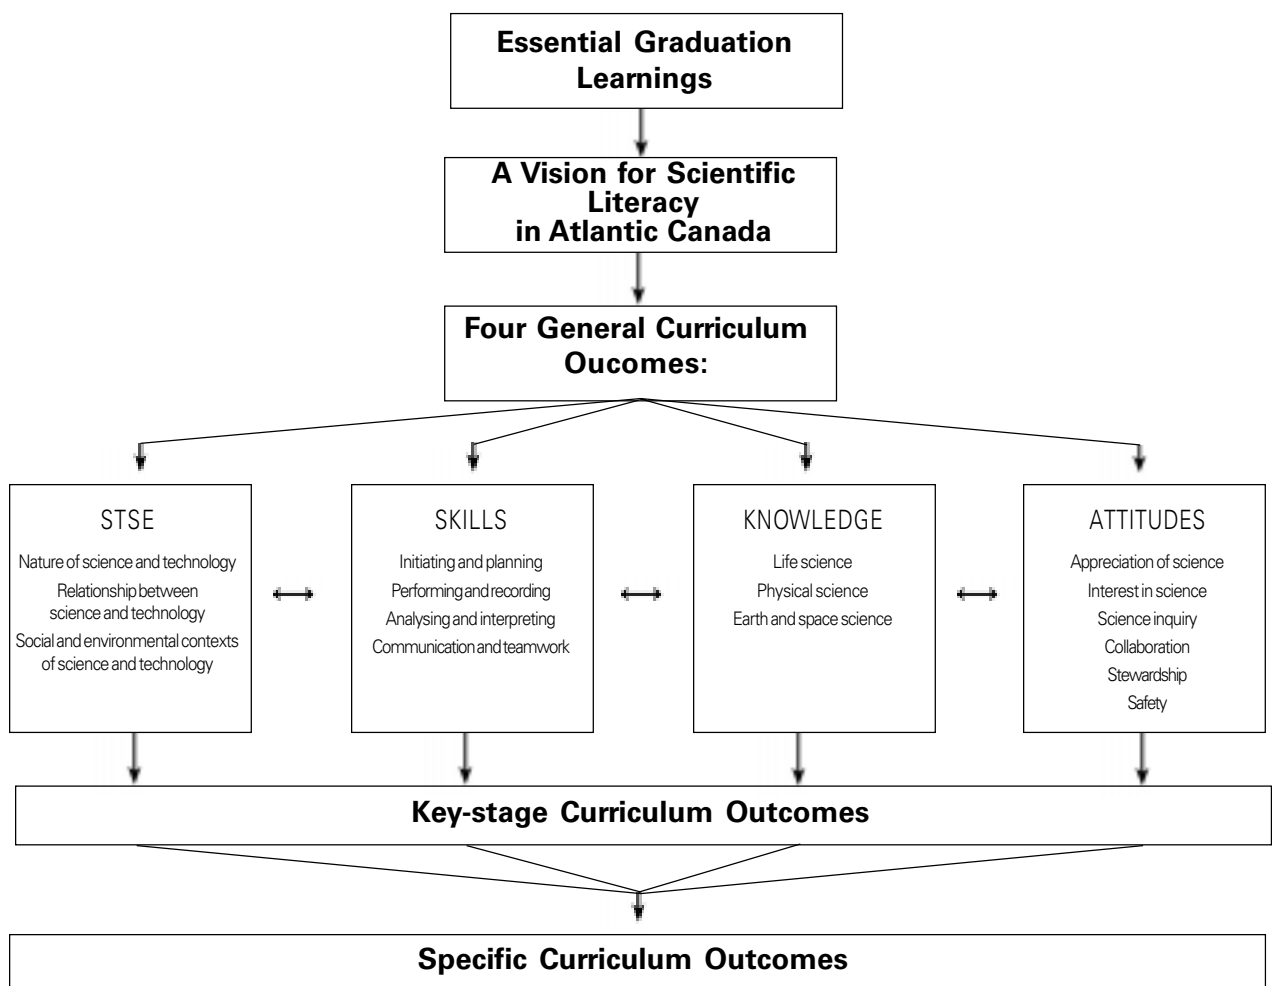 Essential Graduation
Learnings
A Vision for Scientific
Literacy
in Atlantic Canada
Four General Curriculum
Oucomes:
STSE
Nature of science and technology
Relationship between
science and technology
Social and environmental contexts
of science and technology
SKILLS
Initiating and planning
Performing and recording
Analysing and interpreting
Communication and teamwork
KNOWLEDGE
Life science
Physical science
Earth and space science
ATTITUDES
Appreciation of science
Interest in science
Science inquiry
Collaboration
Stewardship
Safety
Key-stage Curriculum Outcomes
Specific Curriculum Outcomes